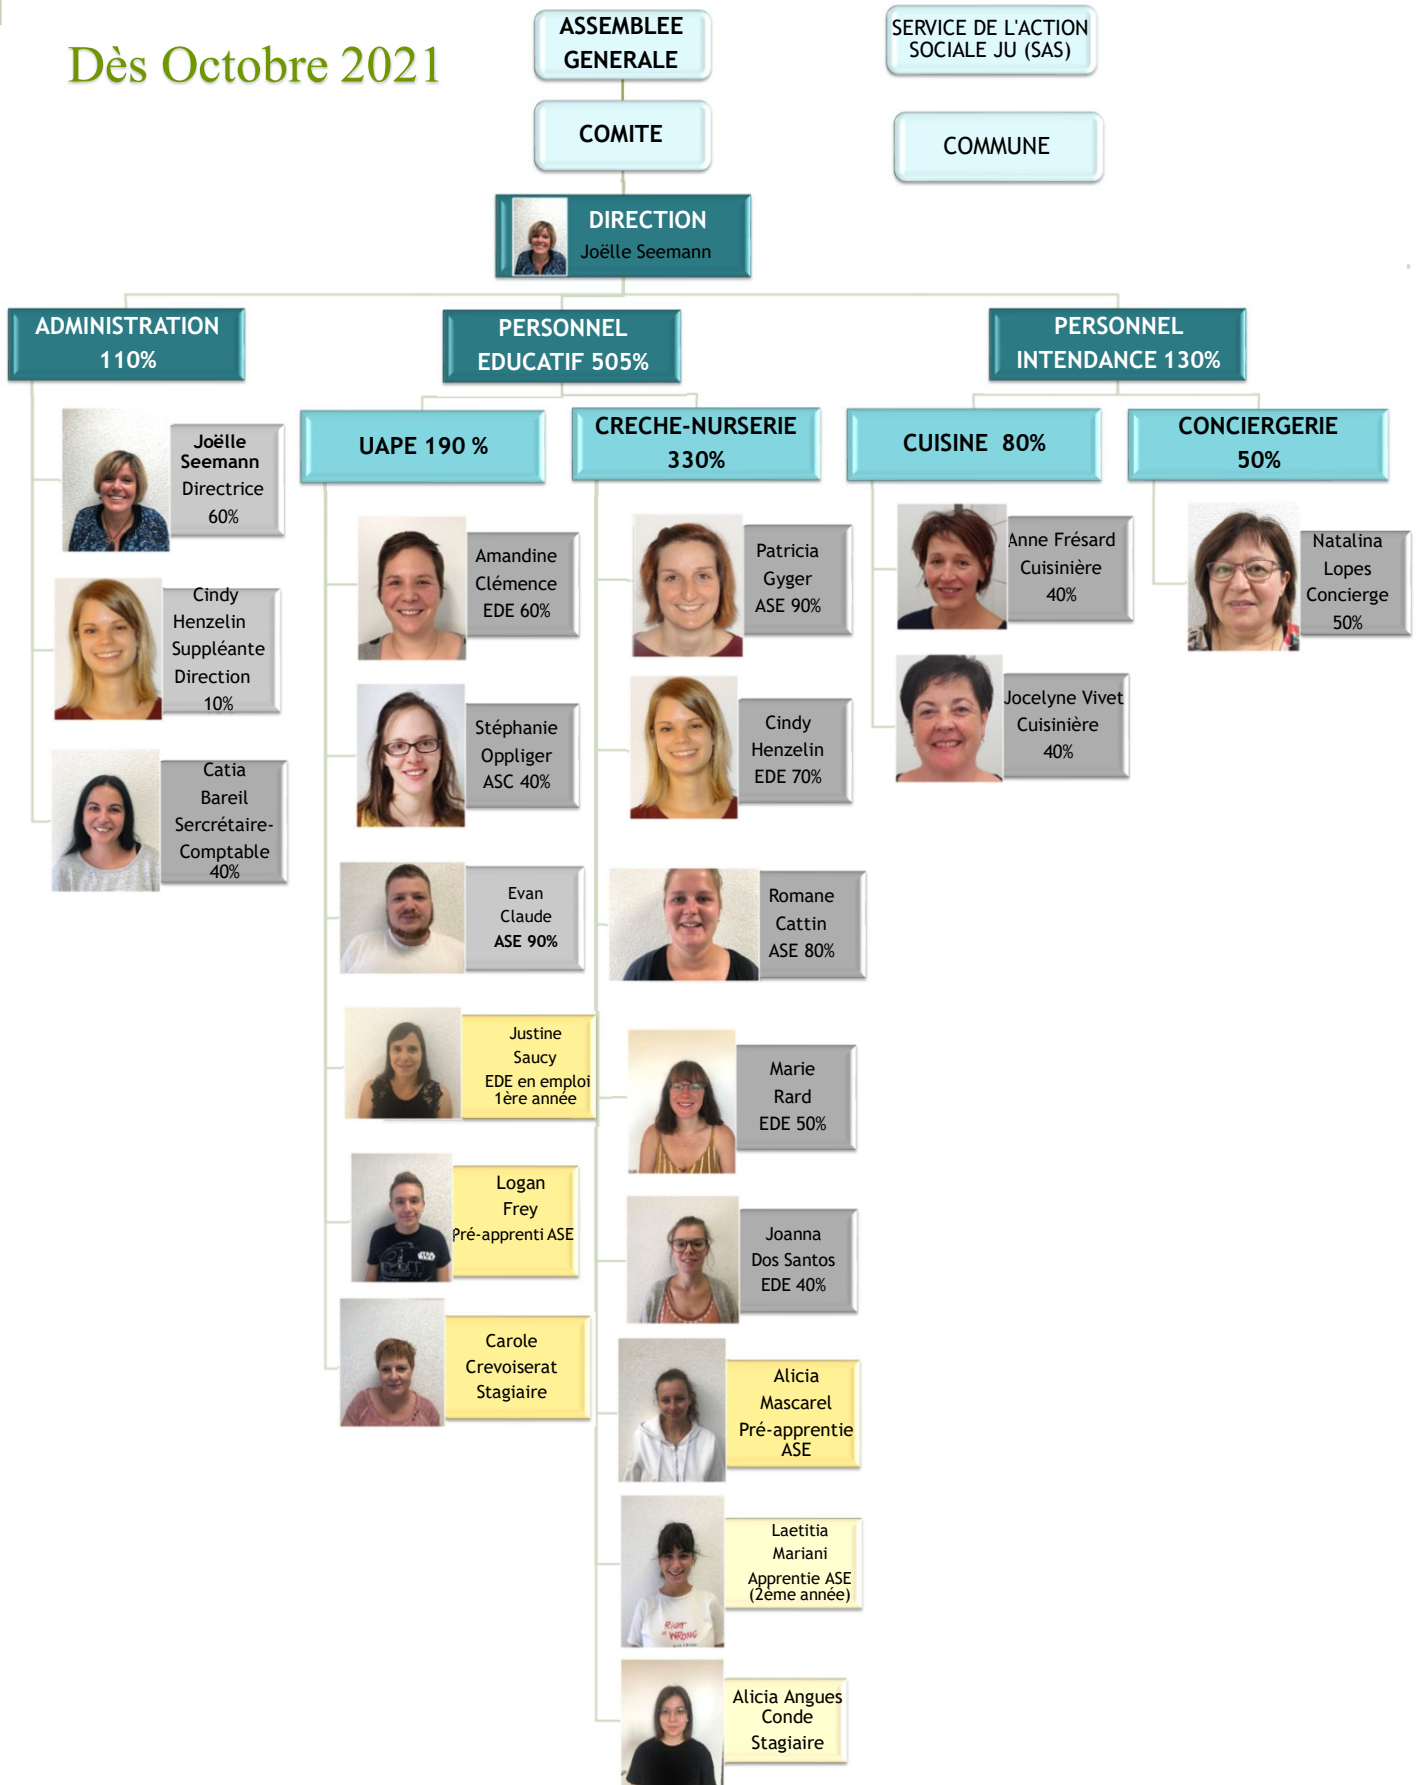 Dès Octobre 2021
ASSEMBLEE
GENERALE
SERVICE DE L'ACTION
SOCIALE JU (SAS)
COMITE
COMMUNE
DIRECTION
Joëlle Seemann
ADMINISTRATION
110%
PERSONNEL
EDUCATIF 505%
PERSONNEL
INTENDANCE 130%
Joëlle
Seemann
Directrice
60%
Cindy
Henzelin
Suppléante
Direction
10%
Catia
Bareil
Sercrétaire-
Comptable
40%
UAPE 190 %
Amandine
Clémence
EDE 60%
Stéphanie
Oppliger
ASC 40%
Evan
Claude
ASE 90%
Justine
Saucy
EDE en emploi
1ère année
Logan
Frey
Pré-apprenti ASE
STAR
WARS
Carole
Crevoiserat
Stagiaire
CRECHE-NURSERIE
330%
Patricia
Gyger
ASE 90%
Cindy
Henzelin
EDE 70%
Romane
Cattin
ASE 80%
Marie
Rard
EDE 50%
Joanna
Dos Santos
EDE 40%
Alicia
Mascarel
Pré-apprentie
ASE
Laetitia
Mariani
Apprentie ASE
(2ème année)
RIGHT
WRONG
Alicia Angues
Conde
Stagiaire
CUISINE 80%
Anne Frésard
Cuisinière
40%
Jocelyne Vivet
Cuisinière
40%
CONCIERGERIE
50%
Natalina
Lopes
Concierge
50%